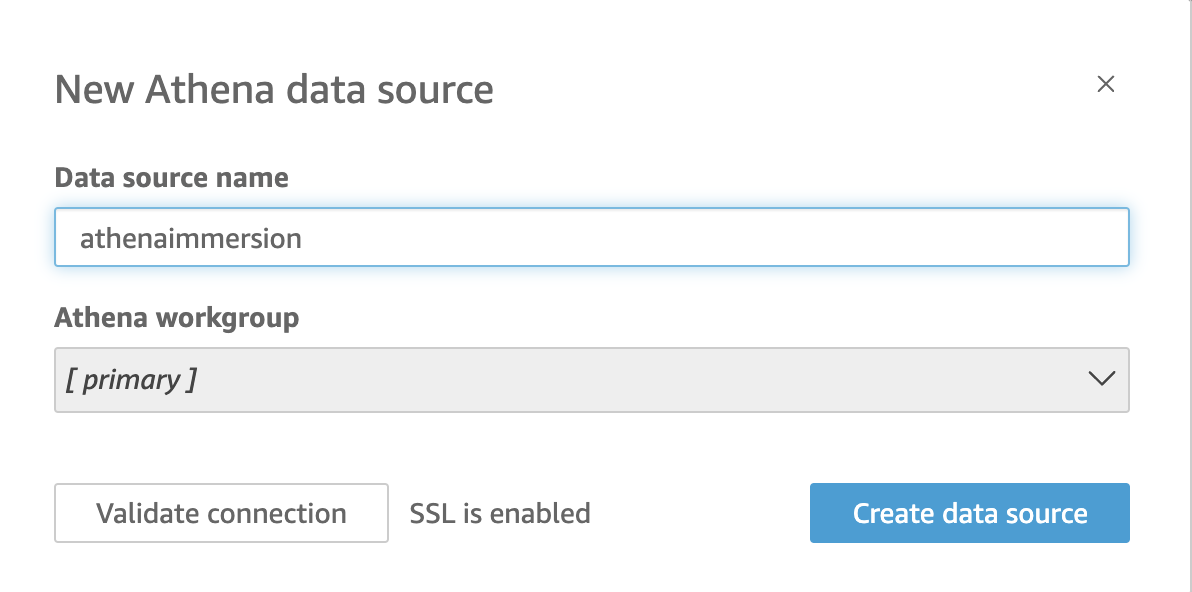 New Athena data source
Data source name
athenaimmersion
Athena workgroup
[ primary ]
Validate connection SSL is enabled Create data source